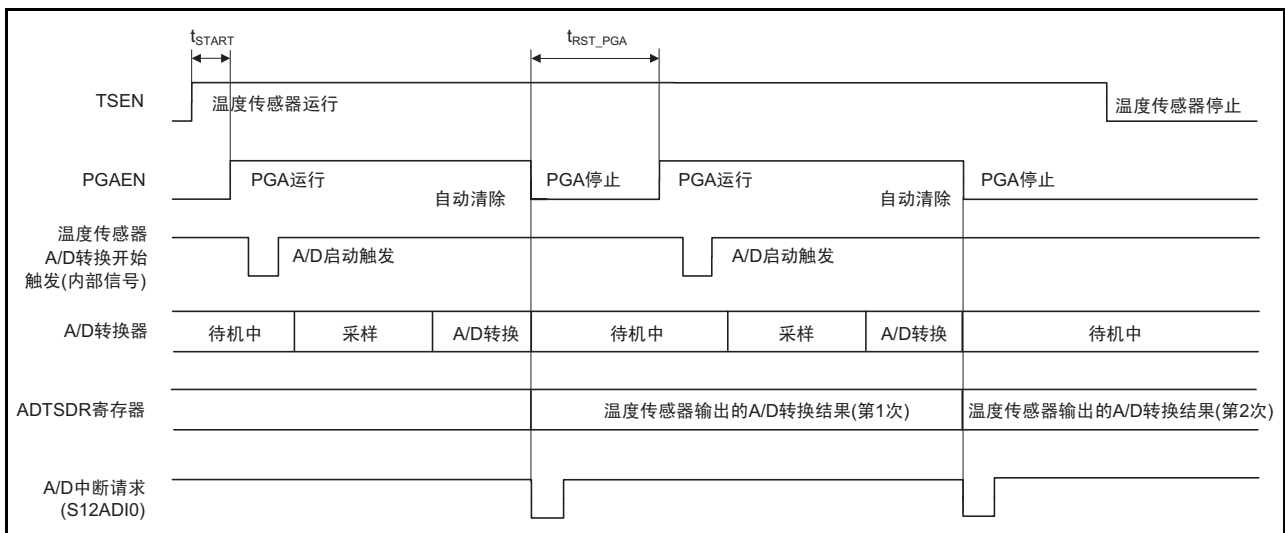 tSTART
tRST_PGA
TSEN
温度传感器运行
温度传感器停止
PGAEN
PGA运行
自动清除
PGA停止
PGA运行
自动清除
PGA停止
温度传感器
A/D转换开始
触发(内部信号)
A/D启动触发
A/D启动触发
A/D转换器
待机中
采样
A/D转换
待机中
采样
A/D转换
待机中
ADTSDR寄存器
温度传感器输出的A/D转换结果(第1次)
温度传感器输出的A/D转换结果(第2次)
A/D中断请求
(S12ADI0)